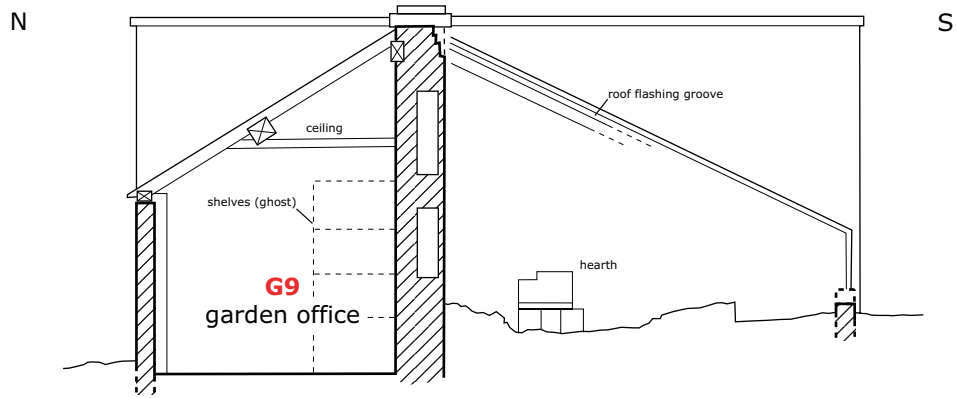 N
S
roof flashing groove
ceiling
shelves (ghost)
hearth
G9
garden office